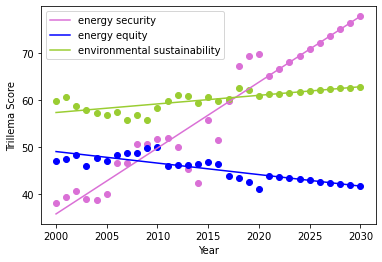 energy security
energy equity
environmental sustainability
Trillema Score
70
60
50
40
2000 2005 2010 2015 2020 2025 2030
Year